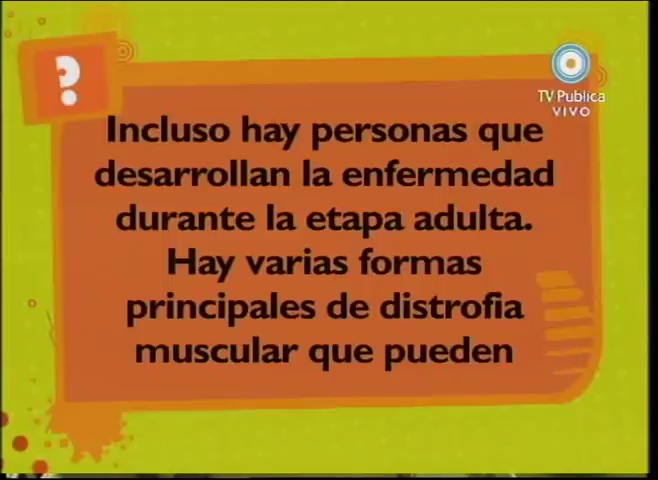 ?
TV Publica
VIVO
Incluso hay personas que
desarrollan la enfermedad
durante la etapa adulta.
Hay varias formas
principales de distrofia
muscular que pueden